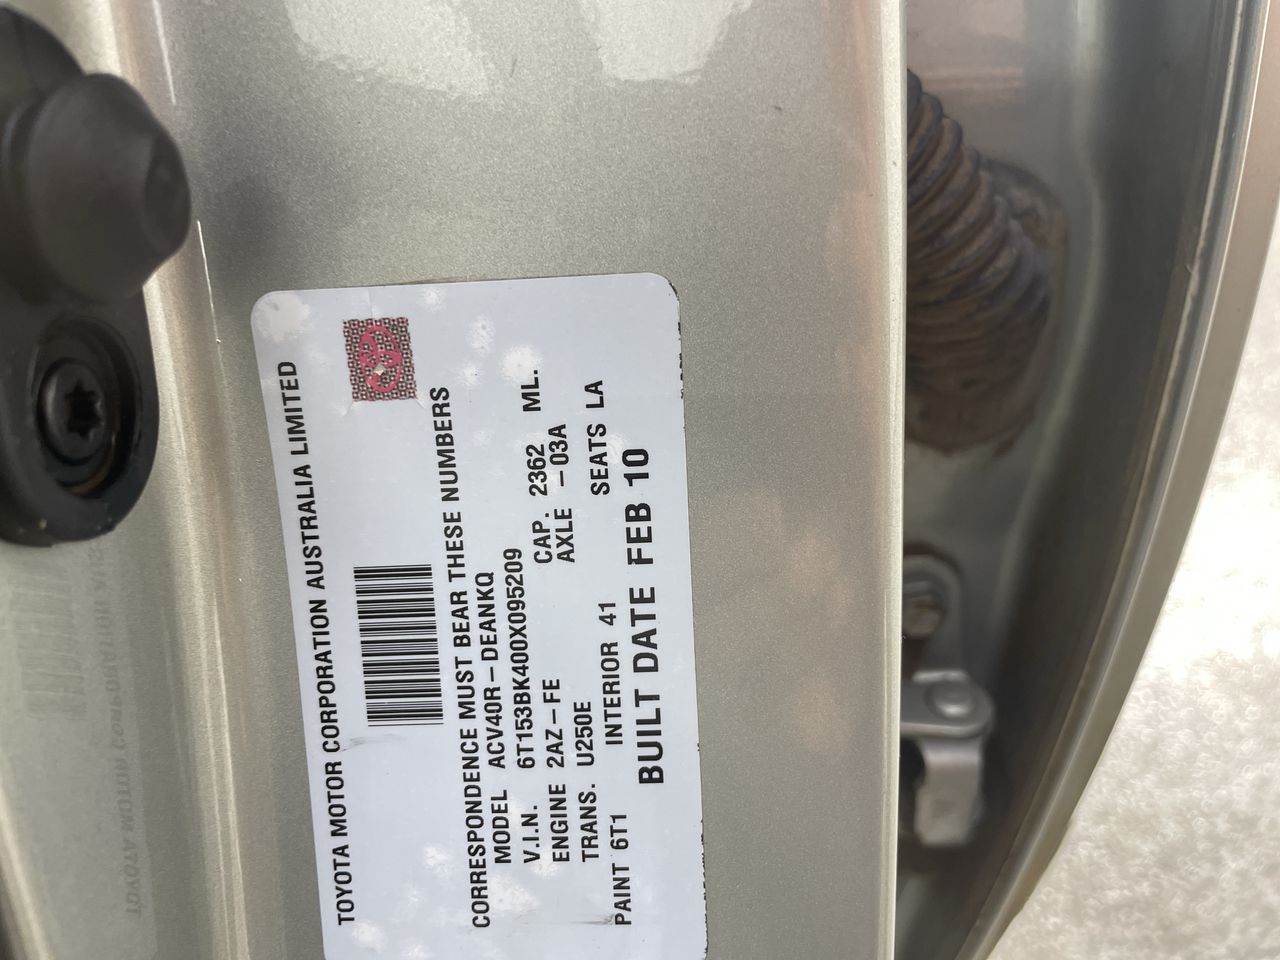 TOYOTA MOTOR CORPORATION AUSTRALIA LIMITED
CORRESPONDENCE MUST BEAR THESE NUMBERS
MODEL ACV40R-DEANKQ
V.I.N. 6T153BK400X095209
ENGINE 2AZ-FE CAP. 2362 ML.
TRANS. U250E AXLE -03A
PAINT 6T1 INTERIOR 41 SEATS LA
BUILT DATE FEB 10